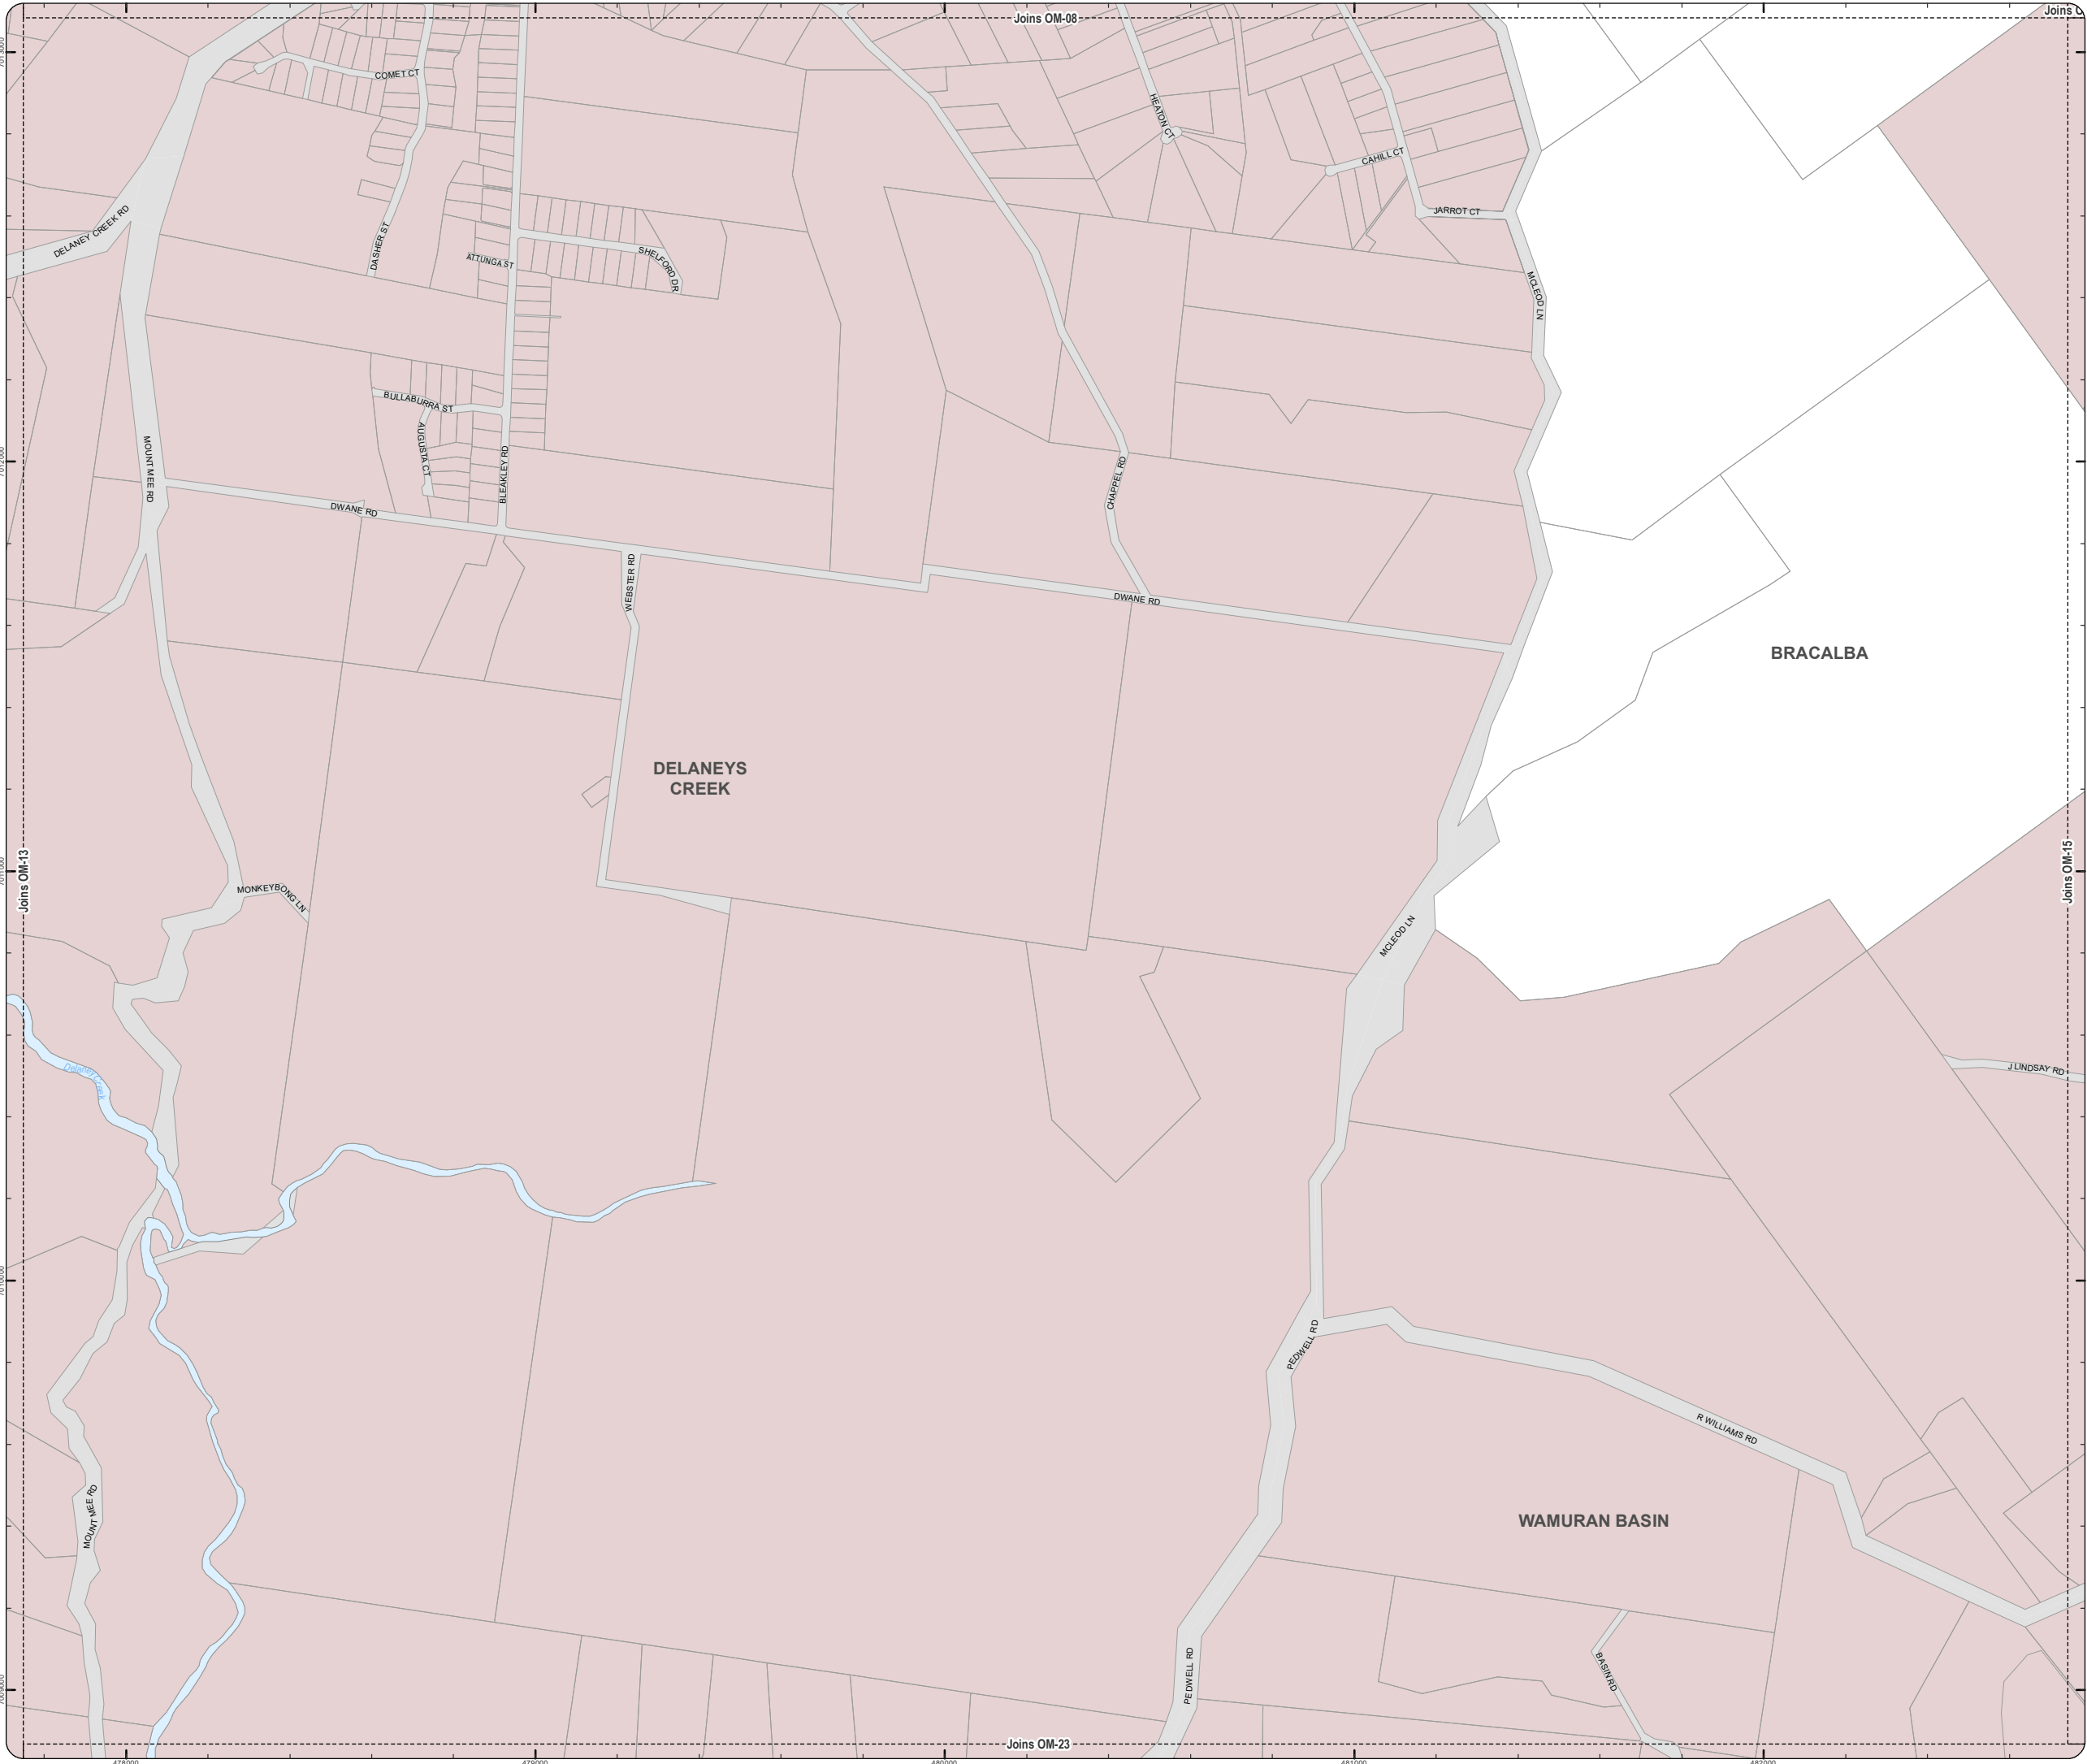 Joins OM-08
COMET CT
HEATON CT
CAHILL CT
JARROT CT
DELANEY CREEK RD
DASHER ST
ATTUNGA ST
SHELFORD DR
MCLEOD LN
BULLABURRA ST
AUGUSTA CT
BLEAKLEY RD
MOUNT MEE RD
DWANE RD
CHAPPEL RD
WEBSTER RD
DWANE RD
BRACALBA
DELANEYS
CREEK
Joins OM-13
Joins OM-15
MONKEYBONG LN
MCLEOD LN
Delaney Creek
J LINDSAY RD
PEDWELL RD
R WILLIAMS RD
MOUNT MEE RD
WAMURAN BASIN
BASIN RD
PEDWELL RD
Joins OM-23